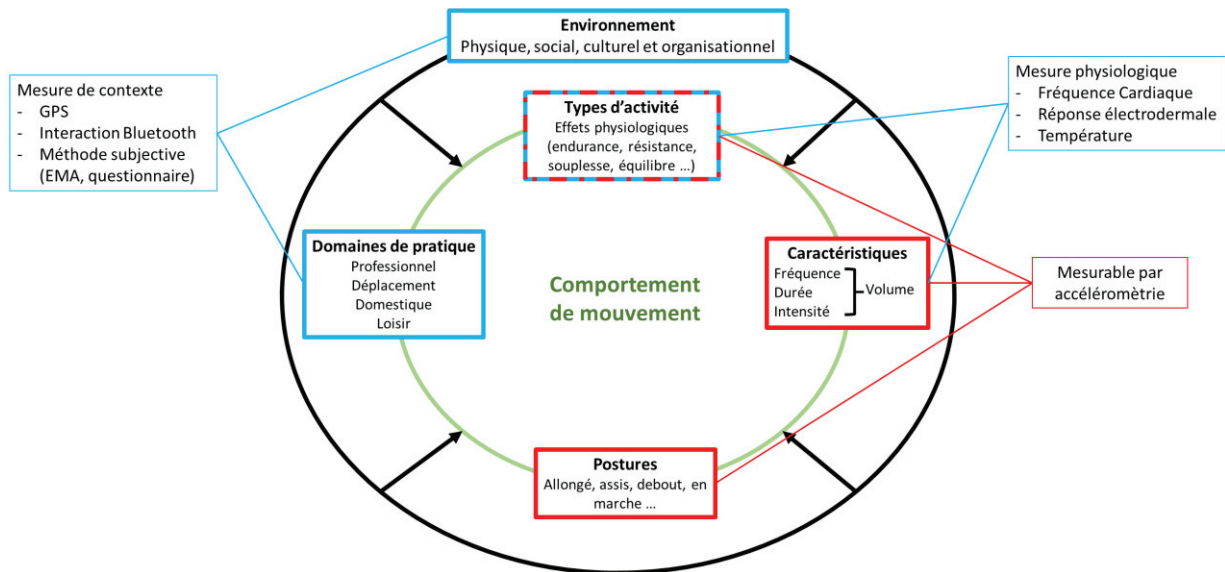 Environnement
Physique, social, culturel et organisationnel
Mesure de contexte
- GPS
- Interaction Bluetooth
- Méthode subjective
(EMA, questionnaire)
Types d'activité
Effets physiologiques
(endurance, résistance,
souplesse, équilibre ...)
Mesure physiologique
- Fréquence Cardiaque
- Réponse électrodermale
- Température
Domaines de pratique
Professionnel
Déplacement
Domestique
Loisir
Comportement
de mouvement
Caractéristiques
Fréquence
Durée
Intensité
Volume
Mesurable par
accéléromètrie
Postures
Allongé, assis, debout, en
marche ...